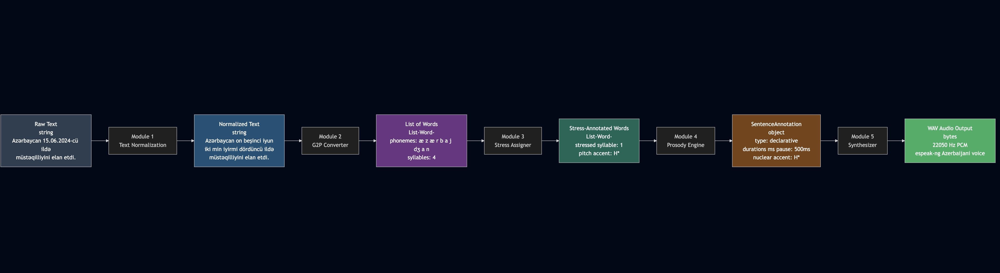 Raw Text
string
Azərbaycan 15.06.2024-cü
ildə
müstəqilliyini elan etdi.
Module 1
Text Normalization
Normalized Text
string
Azərbaycan on beşinci iyun
iki min iyirmi dördüncü ildə
müstəqilliyini elan etdi.
Module 2
G2P Converter
List of Words
List-Word-
phonemes: æ z æ r b a j
dʒ a n
syllables: 4
Module 3
Stress Assigner
Stress-Annotated Words
List-Word-
stressed syllable: 1
pitch accent: H*
Module 4
Prosody Engine
SentenceAnnotation
object
type: declarative
durations ms pause: 500ms
nuclear accent: H*
Module 5
Synthesizer
WAV Audio Output
bytes
22050 Hz PCM
espeak-ng Azerbaijani voice